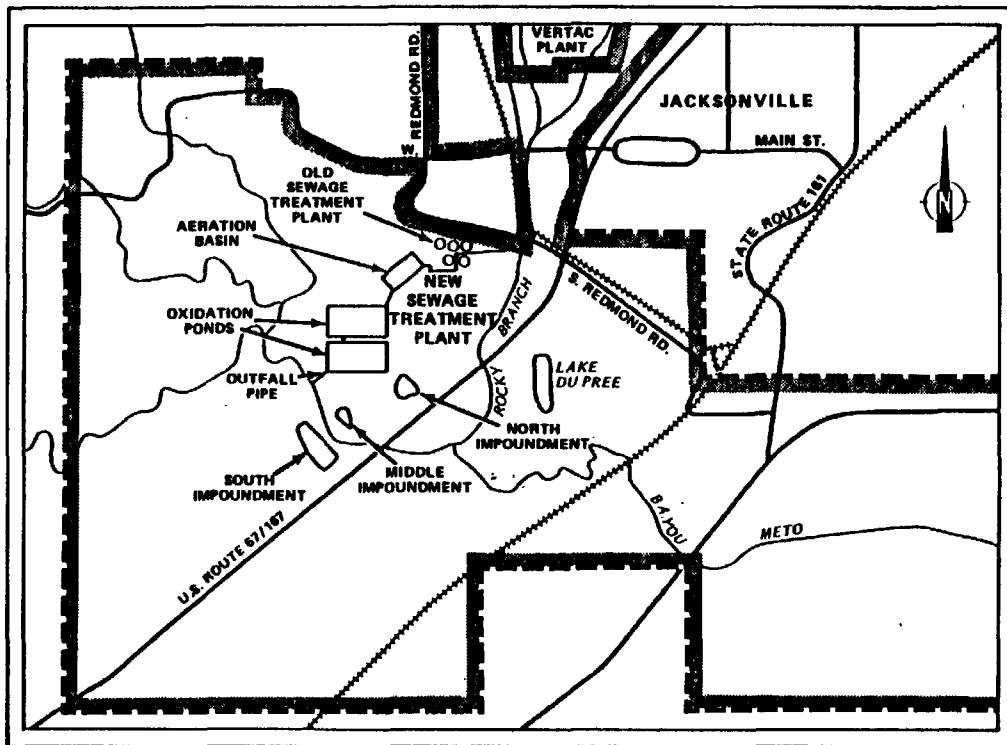 VERTAC
PLANT
W. REDMOND RD.
JACKSONVILLE
MAIN ST.
OLD
SEWAGE
TREATMENT
PLANT
STATE ROUTE 161
N
AERATION
BASIN
NEW
SEWAGE
TREATMENT
PLANT
S. REDMOND RD.
OXIDATION
PONDS
ROCKY BRANCH
LAKE
DU PREE
OUTFALL
PIPE
NORTH
IMPOUNDMENT
MIDDLE
IMPOUNDMENT
SOUTH
IMPOUNDMENT
BAYOU
METO
U.S. ROUTE 67/167